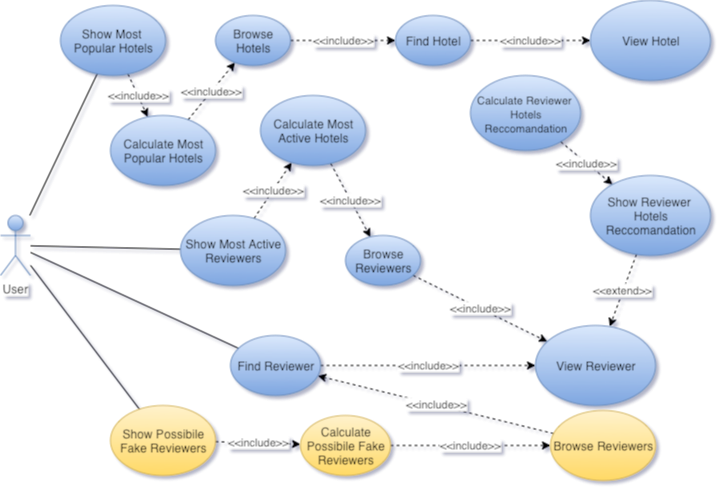 Show Most
Popular Hotels
Browse
Hotels
<<include>>
Find Hotel
<<include>>
View Hotel
<<include>>
<<include>>
Calculate Most
Popular Hotels
Calculate Most
Active Hotels
Calculate Reviewer
Hotels
Reccomandation
<<include>>
<<include>>
<<include>>
Show Reviewer
Hotels
Reccomandation
Show Most Active
Reviewers
Browse
Reviewers
User
<<extend>>
<<include>>
Find Reviewer
<<include>>
View Reviewer
<<include>>
Show Possibile
Fake Reviewers
<<include>>
Calculate
Possibile Fake
Reviewers
<<include>>
Browse Reviewers